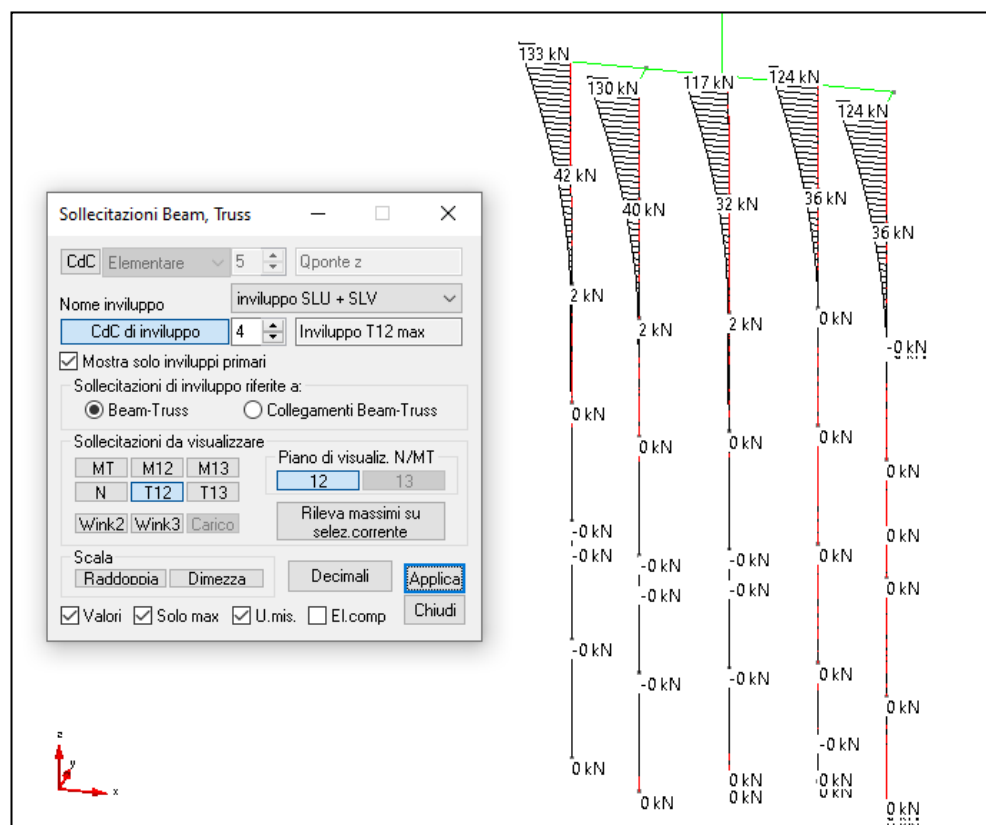 Sollecitazioni Beam, Truss
CdC Elementare 5 Qponte z
Nome inviluppo inviluppo SLU + SLV
CdC di inviluppo 4 Inviluppo T12 max
Mostra solo inviluppi primari
Sollecitazioni di inviluppo riferite a:
Beam-Truss Collegamenti Beam-Truss
Sollecitazioni da visualizzare
MT M12 M13
N T12 T13
Wink2 Wink3 Carico
Piano di visualiz. N/MT
12 13
Rileva massimi su
selez.corrente
Scala
Raddoppia Dimezza
Decimali
Applica
Chiudi
Valori Solo max U.mis. El.comp
z
y
x
133 kN
42 kN
2 kN
0 kN
-0 kN
-0 kN
-0 kN
0 kN
130 kN
40 kN
2 kN
0 kN
-0 kN
-0 kN
-0 kN
0 kN
117 kN
32 kN
2 kN
0 kN
-0 kN
-0 kN
-0 kN
0 kN
0 kN
124 kN
36 kN
0 kN
0 kN
0 kN
0 kN
-0 kN
0 kN
0 kN
124 kN
36 kN
-0 kN
0 kN
0 kN
0 kN
0 kN
0 kN